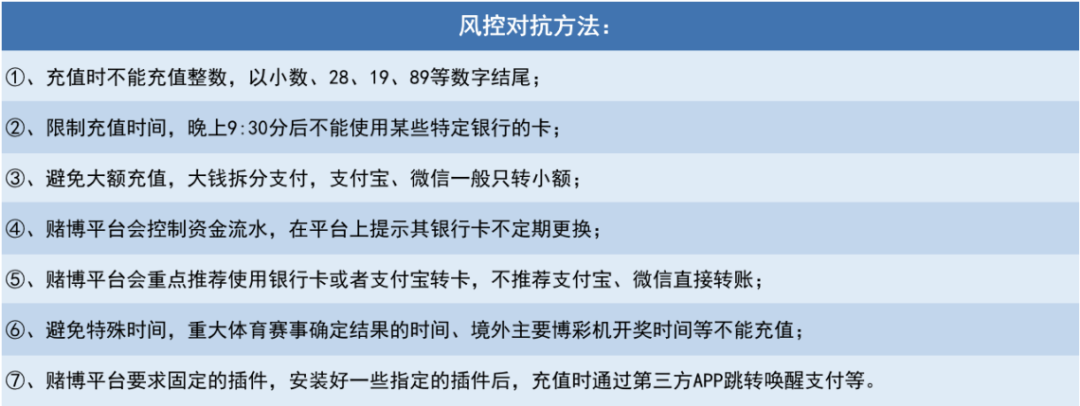 风控对抗方法：
①、充值时不能充值整数，以小数、28、19、89等数字结尾；
②、限制充值时间，晚上9:30分后不能使用某些特定银行的卡；
③、避免大额充值，大钱拆分支付，支付宝、微信一般只转小额；
④、赌博平台会控制资金流水，在平台上提示其银行卡不定期更换；
⑤、赌博平台会重点推荐使用银行卡或者支付宝转卡，不推荐支付宝、微信直接转账；
⑥、避免特殊时间，重大体育赛事确定结果的时间、境外主要博彩机开奖时间等不能充值；
⑦、赌博平台要求固定的插件，安装好一些指定的插件后，充值时通过第三方APP跳转唤醒支付等。